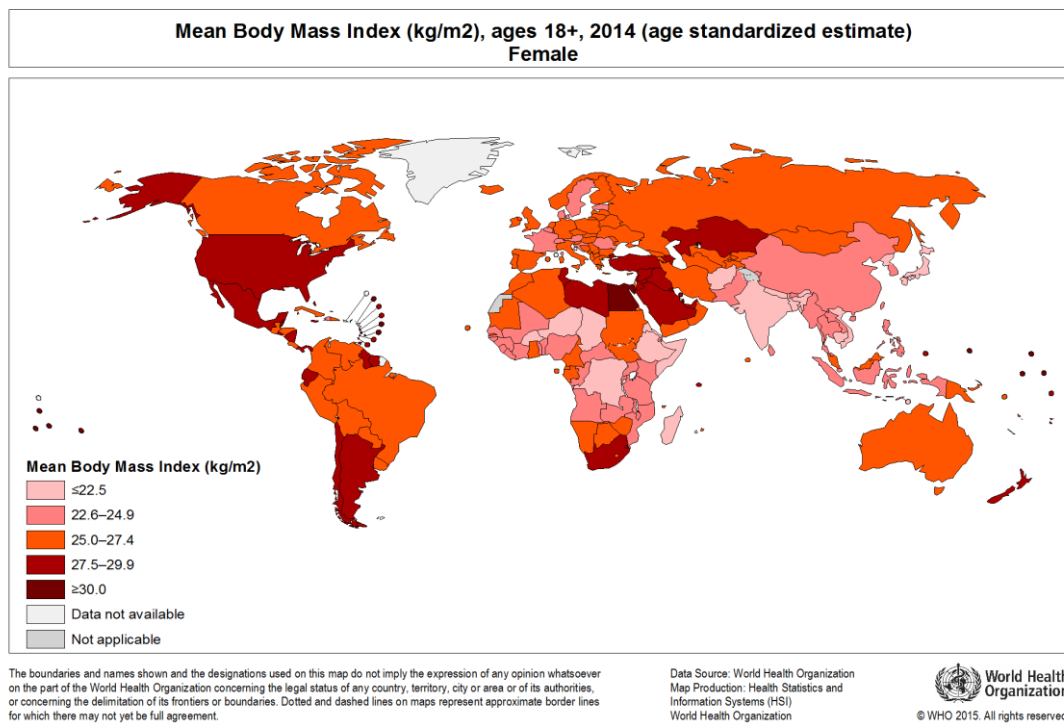 Mean Body Mass Index (kg/m2), ages 18+, 2014 (age standardized estimate)
Female
Mean Body Mass Index (kg/m2)
≤22.5
22.6–24.9
25.0–27.4
27.5–29.9
≥30.0
Data not available
Not applicable
The boundaries and names shown and the designations used on this map do not imply the expression of any opinion whatsoever
on the part of the World Health Organization concerning the legal status of any country, territory, city or area or of its authorities,
or concerning the delimitation of its frontiers or boundaries. Dotted and dashed lines on maps represent approximate border lines
for which there may not yet be full agreement.
Data Source: World Health Organization
Map Production: Health Statistics and
Information Systems (HSI)
World Health Organization
World Health
Organization
© WHO 2015. All rights reserved